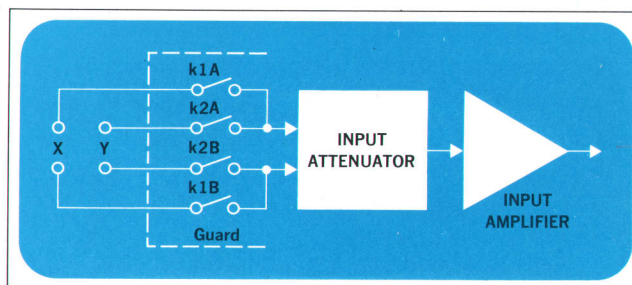 k1A
k2A
X Y
k2B
k1B
Guard
INPUT
ATTENUATOR
INPUT
AMPLIFIER